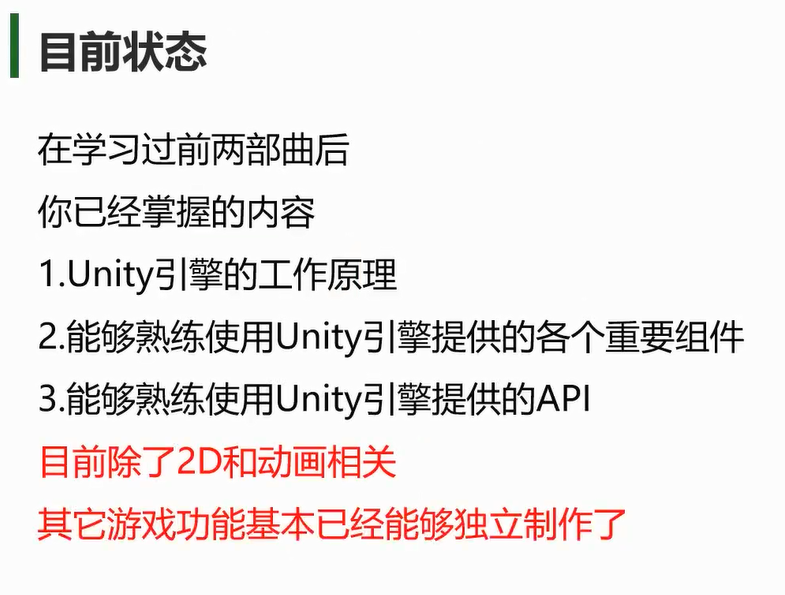 目前状态
在学习过前两部曲后
你已经掌握的内容
1.Unity引擎的工作原理
2.能够熟练使用Unity引擎提供的各个重要组件
3.能够熟练使用Unity引擎提供的API
目前除了2D和动画相关
其它游戏功能基本已经能够独立制作了